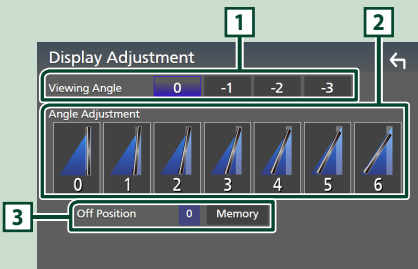 1 2
Display Adjustment
Viewing Angle 0 -1 -2 -3
Angle Adjustment
0 1 2 3 4 5 6
3 Off Position 0 Memory